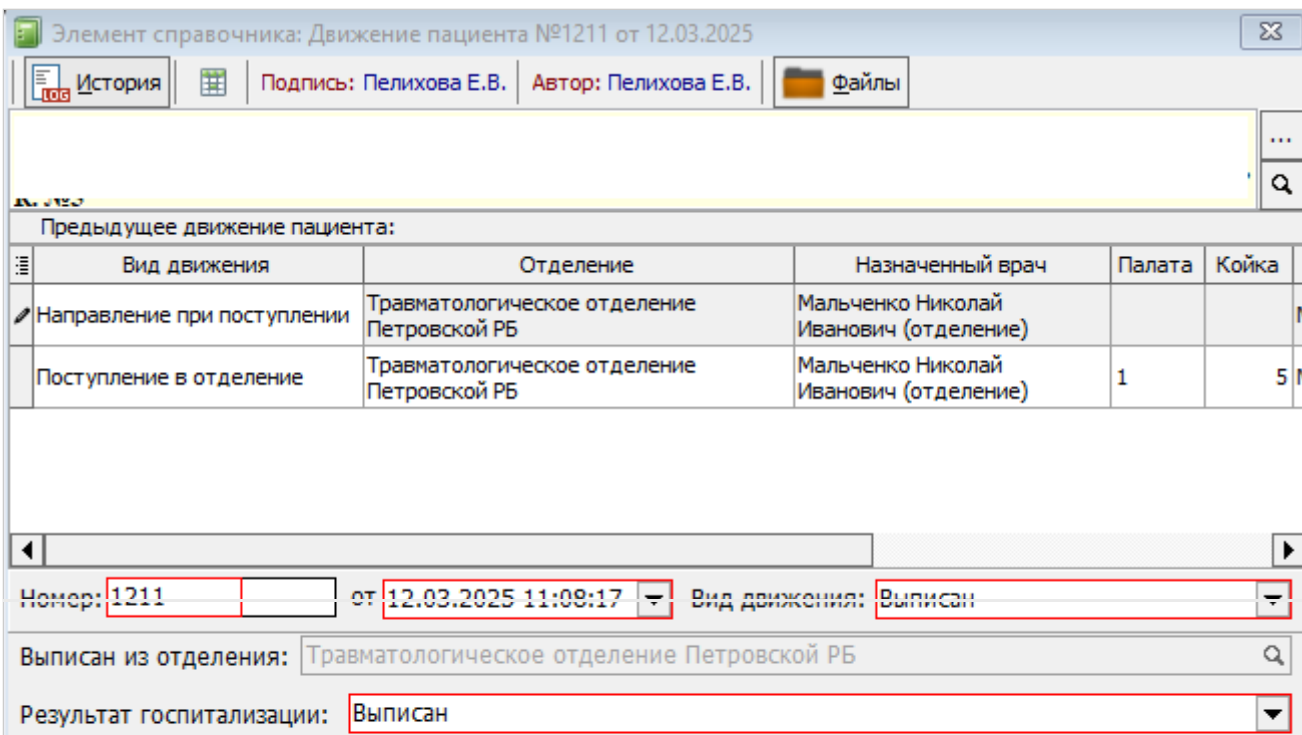 Элемент справочника: Движение пациента №1211 от 12.03.2025
LOG История Подпись: Пелихова Е.В. Автор: Пелихова Е.В. Файлы
...
Предыдущее движение пациента:
Вид движения Отделение Назначенный врач Палата Койка
Направление при поступлении Травматологическое отделение Петровской РБ Мальченко Николай Иванович (отделение)
Поступление в отделение Травматологическое отделение Петровской РБ Мальченко Николай Иванович (отделение) 1 5
Номер: 1211 от 12.03.2025 11:08:17 Вид движения: Выписан
Выписан из отделения: Травматологическое отделение Петровской РБ
Результат госпитализации: Выписан